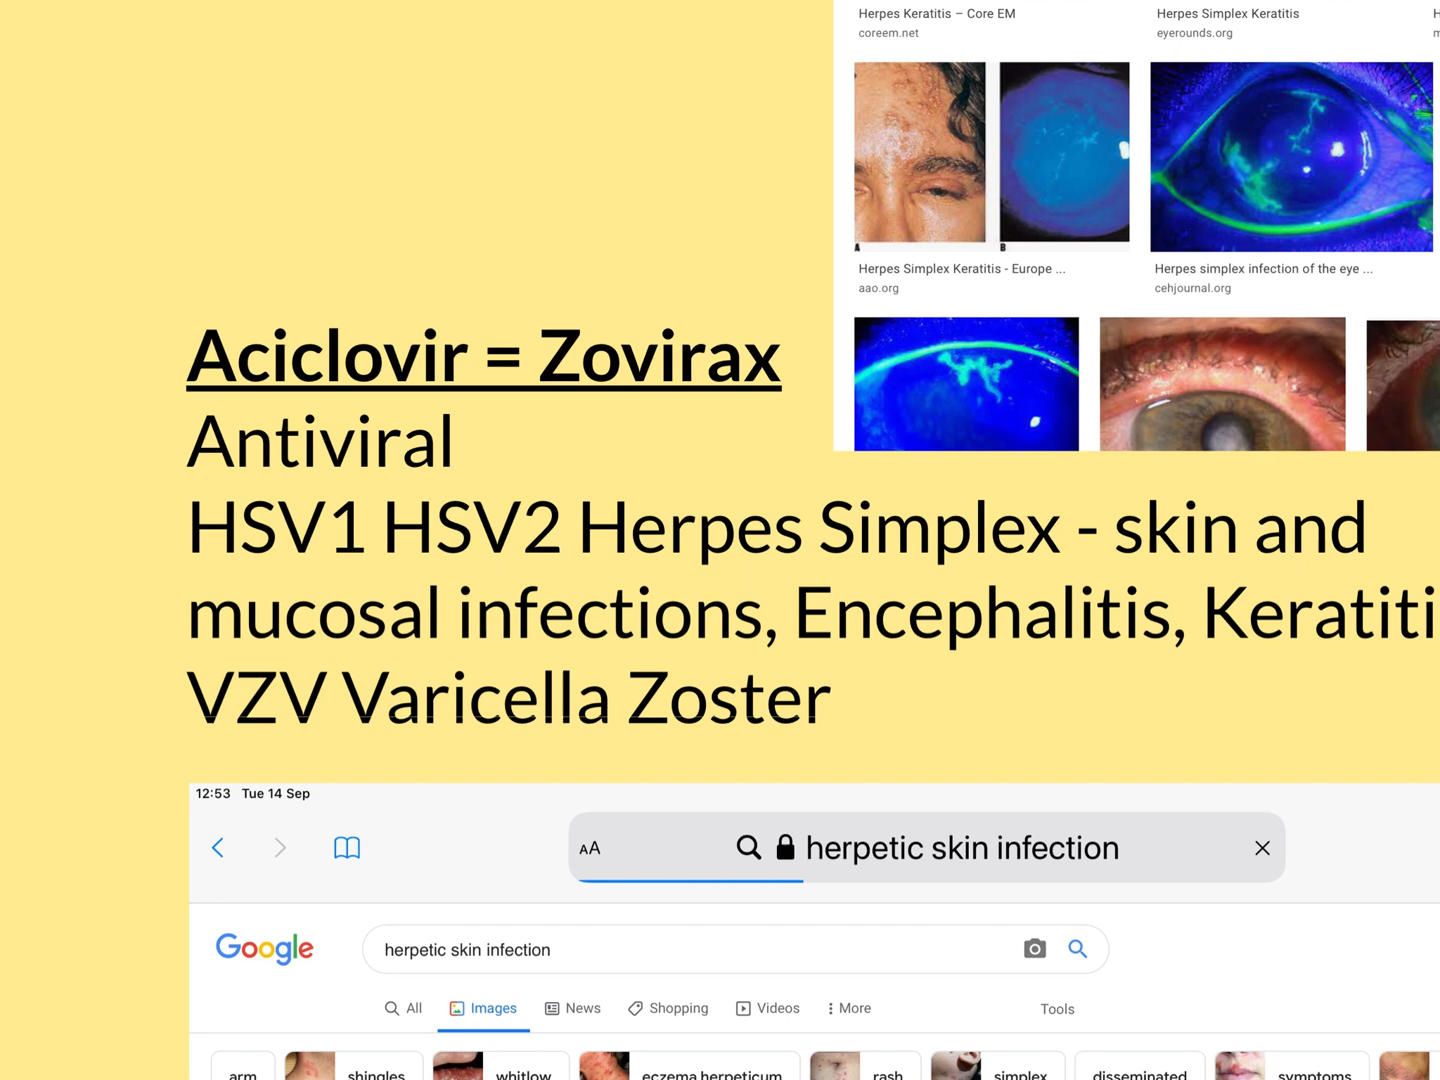 Herpes Keratitis – Core EM
coreem.net
Herpes Simplex Keratitis
eyerounds.org
A
B
Herpes Simplex Keratitis - Europe ...
aao.org
Herpes simplex infection of the eye ...
cehjournal.org
Aciclovir = Zovirax
Antiviral
HSV1 HSV2 Herpes Simplex - skin and
mucosal infections, Encephalitis, Keratiti
VZV Varicella Zoster
12:53 Tue 14 Sep
AA herpetic skin infection
Google
herpetic skin infection
All Images News Shopping Videos More Tools
arm shingles whitlow eczema herpeticum rash simplex disseminated symptoms